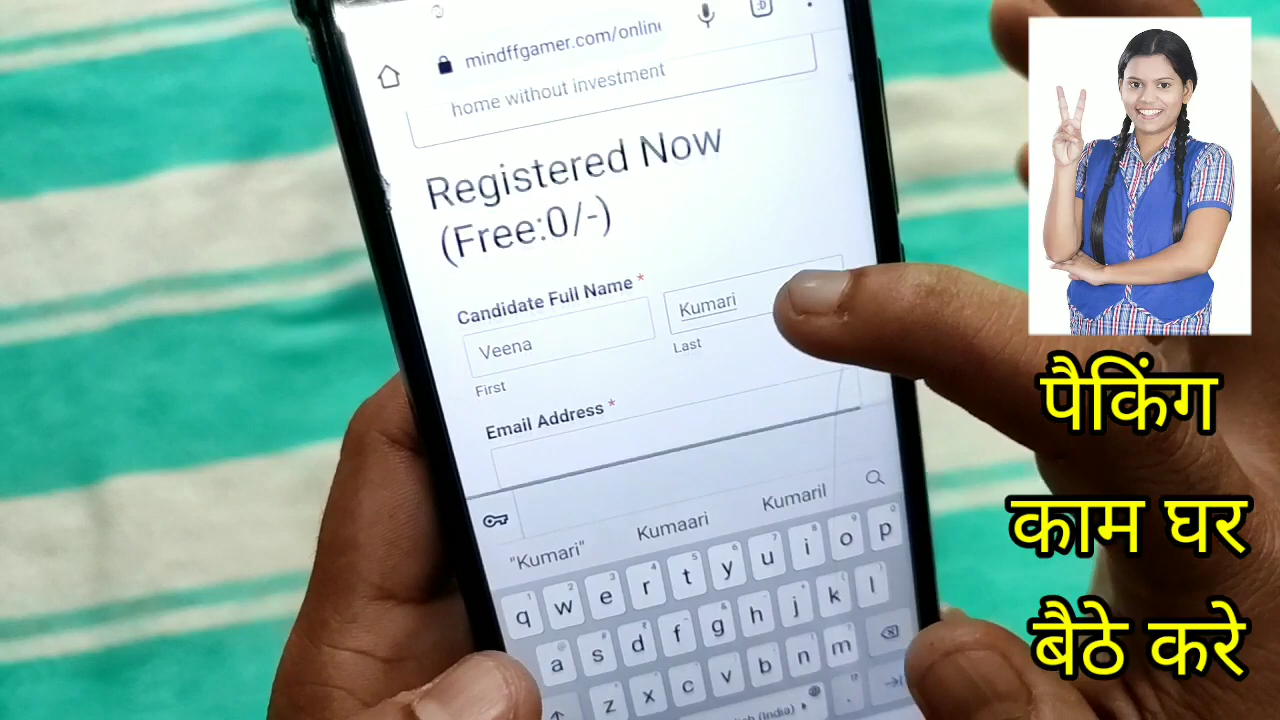 mindffgamer.com/onlin
:D
home without investment
Registered Now
(Free:0/-)
Candidate Full Name *
Veena
Kumari
First
Last
Email Address *
"Kumari"
Kumaari
Kumaril
q w e r t y u i o p
a s d f g h j k l
z x c v b n m
(India)
पैकिंग
काम घर
बैठे करे